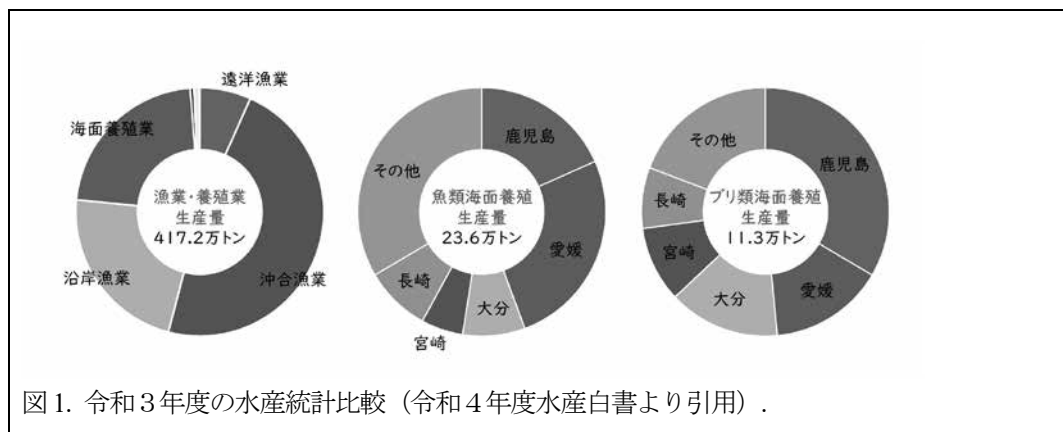 遠洋漁業
海面養殖業
沿岸漁業
沖合漁業
漁業・養殖業
生産量
417.2万トン
その他
鹿児島
愛媛
大分
宮崎
長崎
魚類海面養殖
生産量
23.6万トン
その他
鹿児島
長崎
宮崎
大分
愛媛
ブリ類海面養殖
生産量
11.3万トン
図1. 令和3年度の水産統計比較（令和4年度水産白書より引用）.